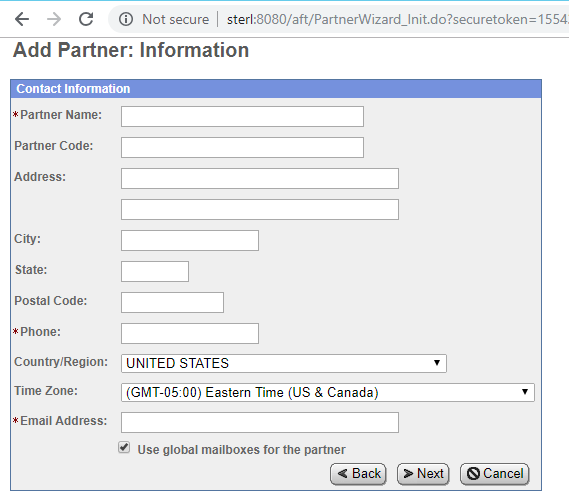 Not secure | sterl:8080/aft/PartnerWizard_Init.do?securetoken=1554
Add Partner: Information
Contact Information
*Partner Name:
Partner Code:
Address:
City:
State:
Postal Code:
*Phone:
Country/Region: UNITED STATES
Time Zone: (GMT-05:00) Eastern Time (US & Canada)
*Email Address:
Use global mailboxes for the partner
Back Next Cancel